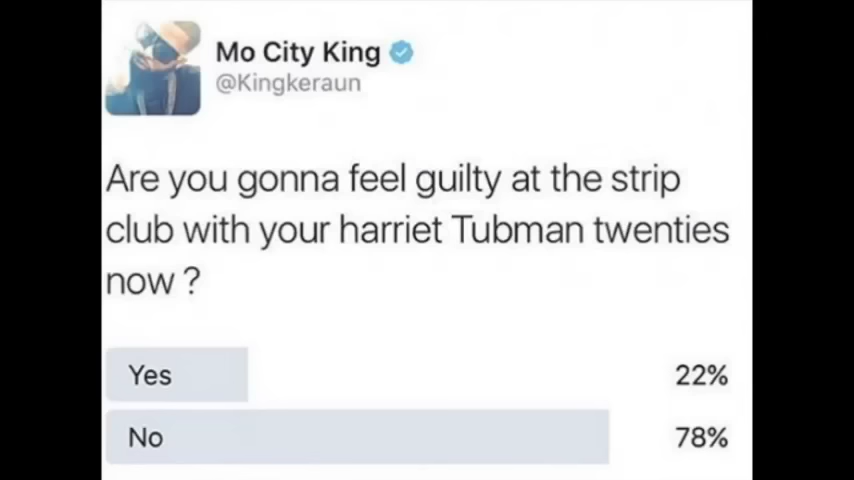 Mo City King
@Kingkeraun
Are you gonna feel guilty at the strip
club with your harriet Tubman twenties
now ?
Yes 22%
No 78%